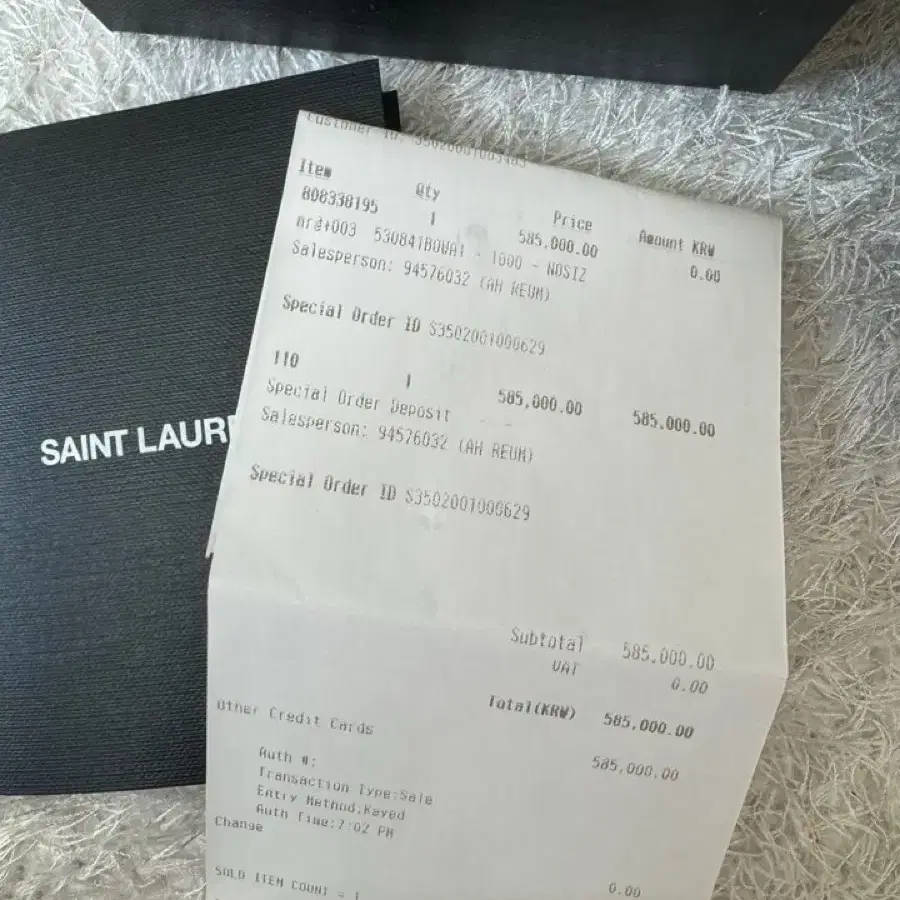 SAINT LAUR
Customer ID:
Item Qty Price Amount KRW
808338195 1 585,000.00 0.00
530841BOWA1 - 1000 - NOSIZ
Salesperson: 94576032 (AH REUM)
Special Order ID S3502001000629
110 1 585,000.00 585,000.00
Special Order Deposit
Salesperson: 94576032 (AH REUM)
Special Order ID S3502001000629
Subtotal 585,000.00
VAT 0.00
Total(KRW) 585,000.00
Other Credit Cards 585,000.00
Auth #:
Transaction Type:Sale
Entry Method:Keyed
Auth Time:7:02 PM
Change 0.00
SOLD ITEM COUNT = 1